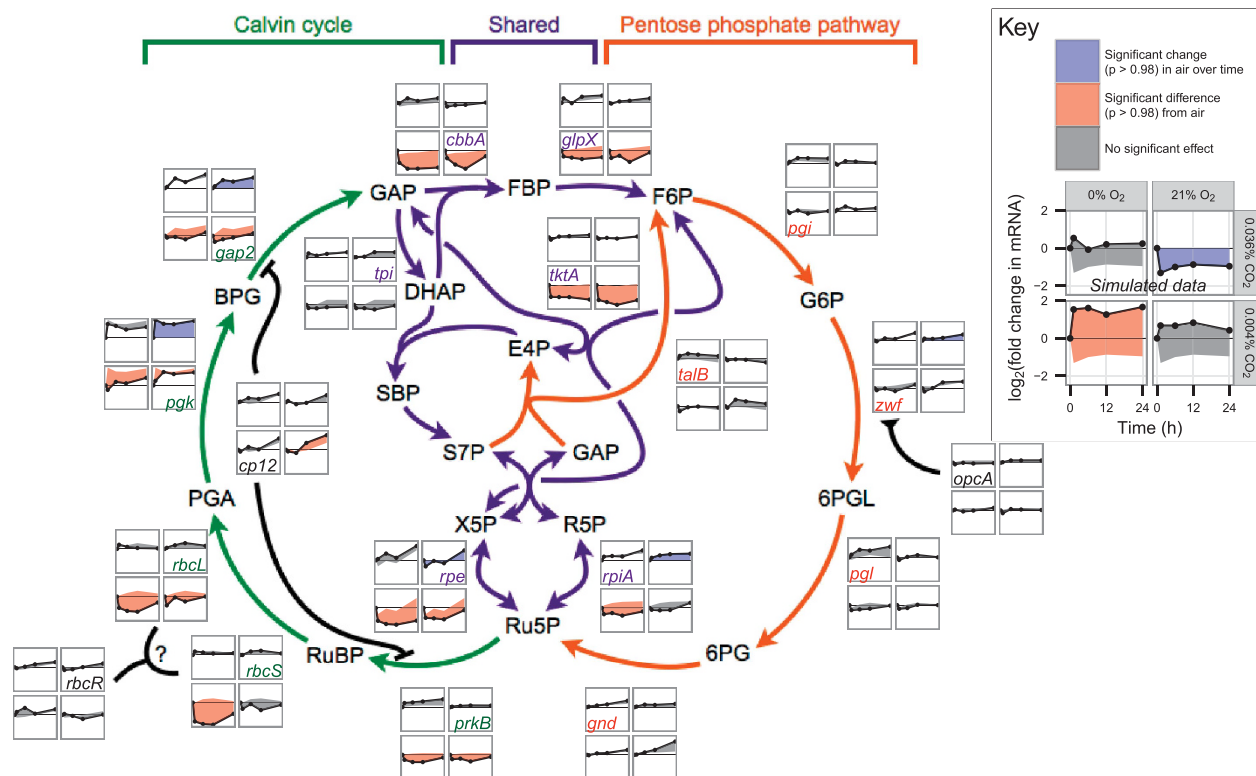 Calvin cycle
Shared
Pentose phosphate pathway
Key
Significant change
(p > 0.98) in air over time
Significant difference
(p > 0.98) from air
No significant effect
0% O2
21% O2
0.036% CO2
0.004% CO2
log2(fold change in mRNA)
2
0
−2
2
0
−2
Simulated data
0
12
24
0
12
24
Time (h)
cbbA
glpX
GAP
FBP
F6P
pgi
gap2
tpi
tktA
DHAP
BPG
G6P
pgk
E4P
talB
zwf
SBP
cp12
S7P
GAP
opcA
PGA
6PGL
X5P
R5P
rbcL
rpe
rpiA
pgl
Ru5P
?
RuBP
6PG
rbcR
rbcS
prkB
gnd